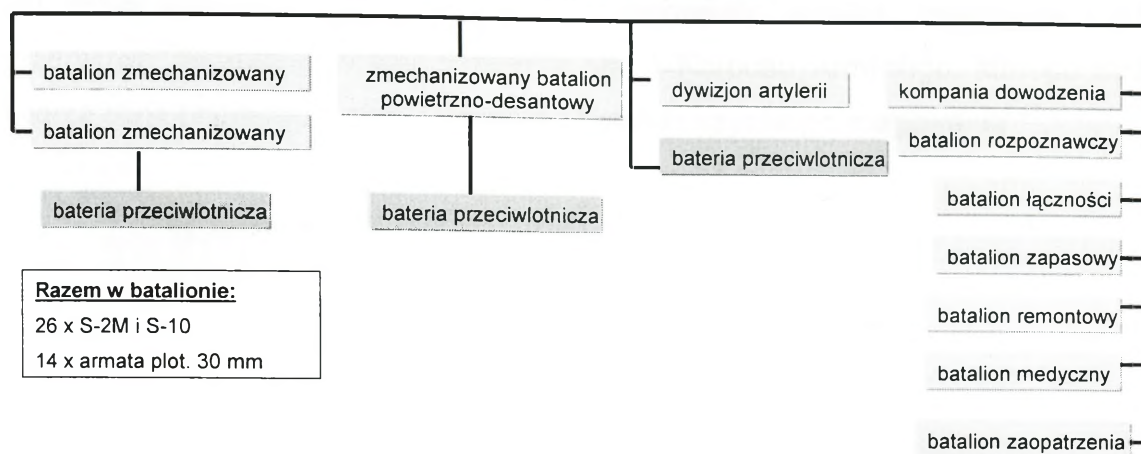 batalion zmechanizowany
batalion zmechanizowany
bateria przeciwlotnicza
zmechanizowany batalion
powietrzno-desantowy
bateria przeciwlotnicza
dywizjon artylerii
bateria przeciwlotnicza
kompania dowodzenia
batalion rozpoznawczy
batalion łączności
batalion zapasowy
batalion remontowy
batalion medyczny
batalion zaopatrzenia
Razem w batalionie:
26 x S-2M i S-10
14 x armata plot. 30 mm